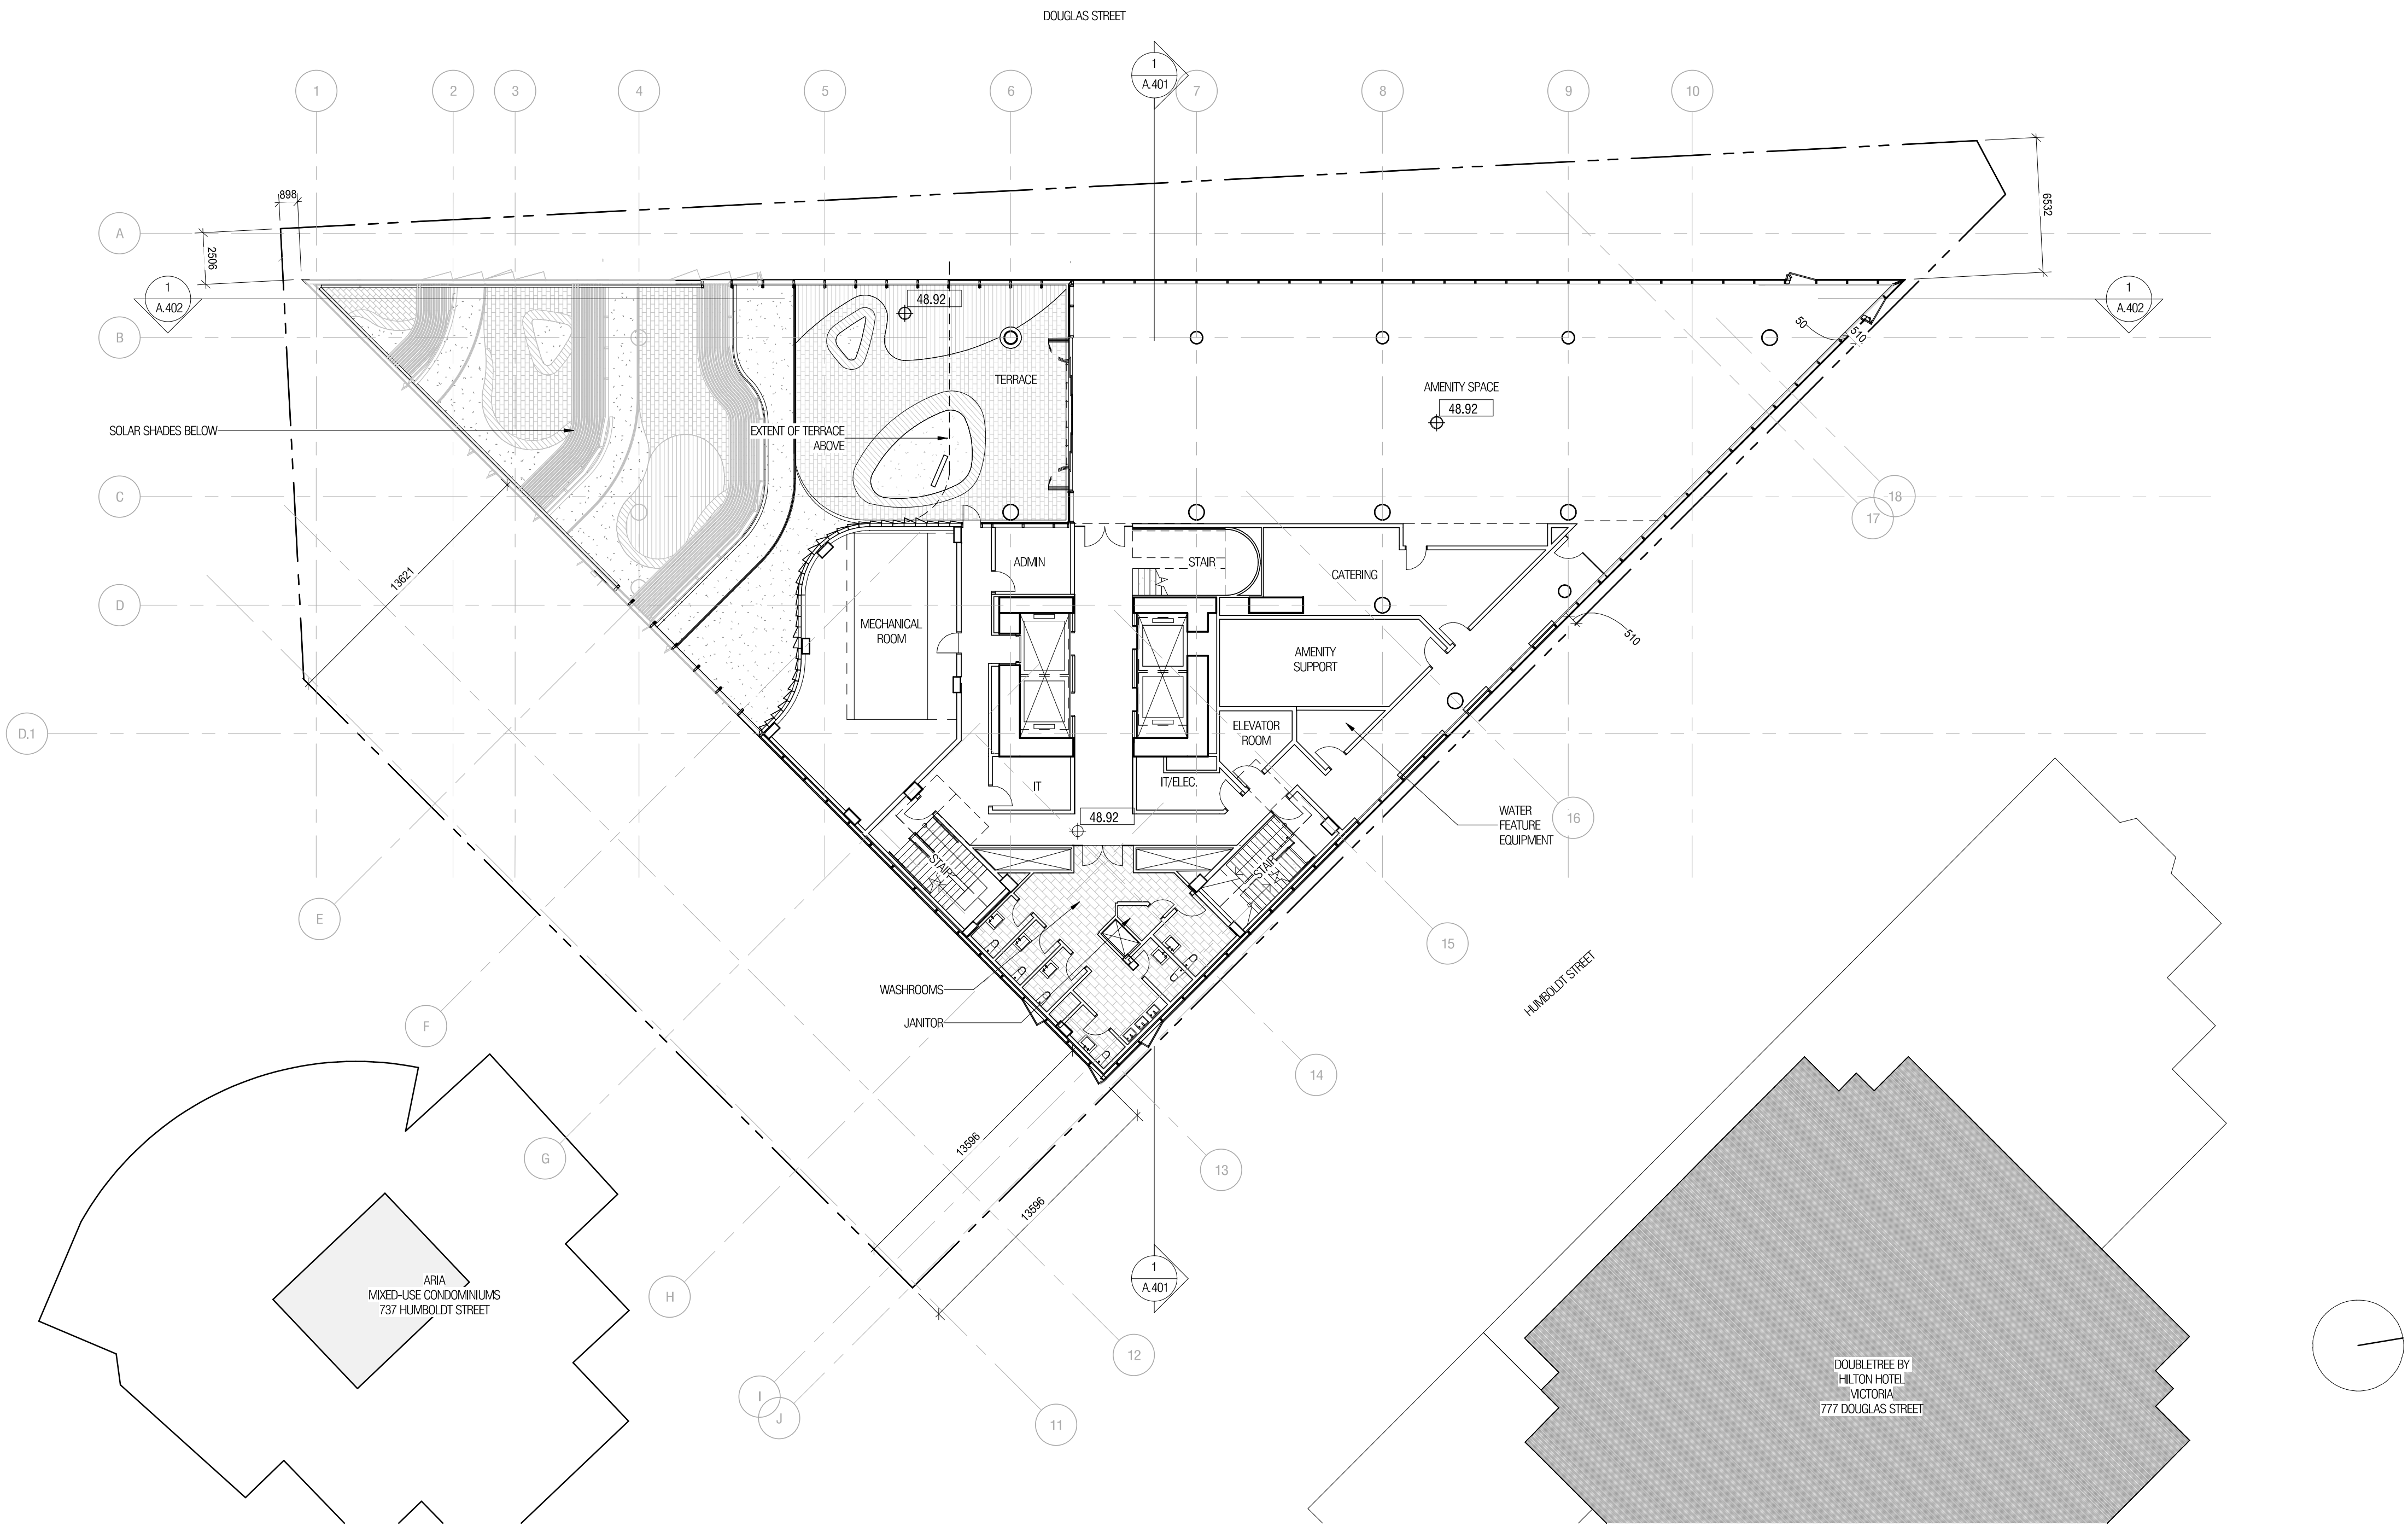 DOUGLAS STREET
1
A.401
1
2
3
4
5
6
7
8
9
10
898
6532
A
2506
1
A.402
48.92
1
A.402
B
50
510
TERRACE
AMENITY SPACE
48.92
SOLAR SHADES BELOW
EXTENT OF TERRACE
ABOVE
C
18
17
13621
ADMIN
STAIR
CATERING
D
MECHANICAL
ROOM
510
AMENITY
SUPPORT
D.1
ELEVATOR
ROOM
IT
IT/ELEC.
48.92
WATER
FEATURE
EQUIPMENT
16
STAIR
STAIR
E
15
HUMBOLDT STREET
WASHROOMS
JANITOR
F
14
13596
G
13
13596
ARIA
MIXED-USE CONDOMINIUMS
737 HUMBOLDT STREET
1
A.401
H
12
DOUBLETREE BY
HILTON HOTEL
VICTORIA
777 DOUGLAS STREET
I
J
11